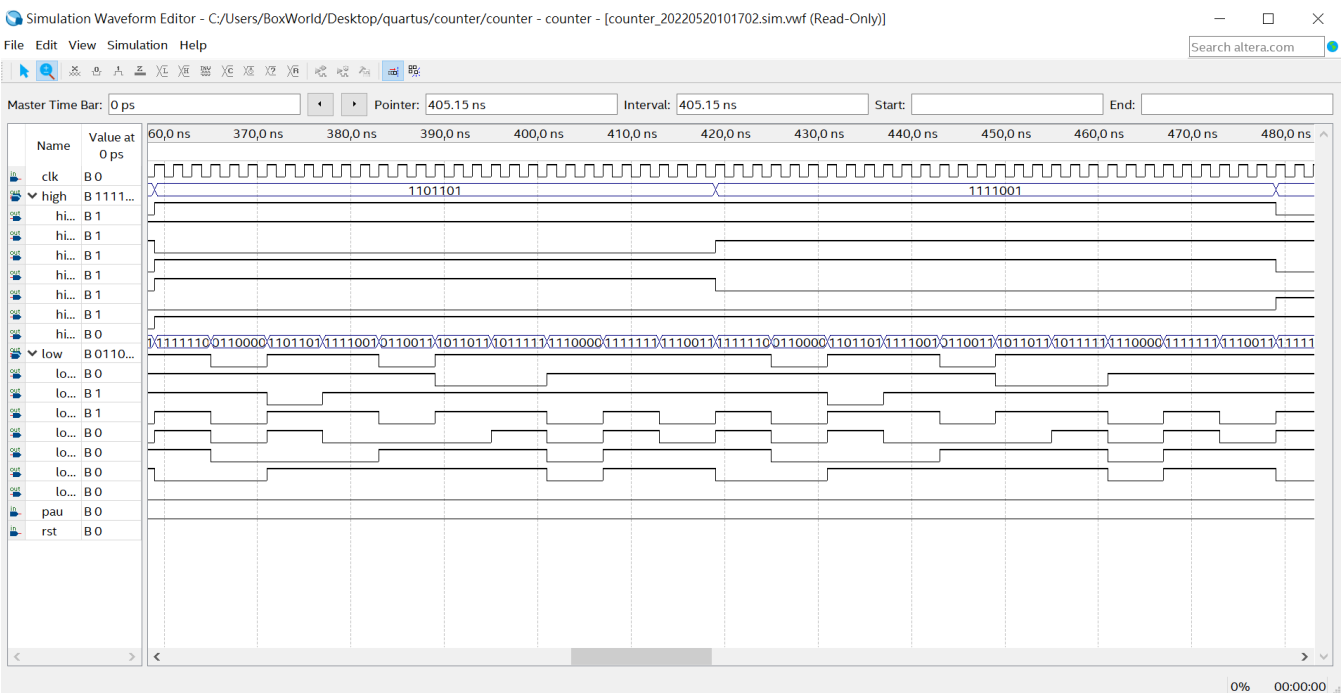 Simulation Waveform Editor - C:/Users/BoxWorld/Desktop/quartus/counter/counter - counter - [counter_20220520101702.sim.vwf (Read-Only)]
File Edit View Simulation Help
Search altera.com
Master Time Bar: 0 ps Pointer: 405.15 ns Interval: 405.15 ns Start: End:
Name Value at 0 ps 60,0 ns 370,0 ns 380,0 ns 390,0 ns 400,0 ns 410,0 ns 420,0 ns 430,0 ns 440,0 ns 450,0 ns 460,0 ns 470,0 ns 480,0 ns
clk B 0
high B 1111... 1101101 1111001
hi... B 1
hi... B 1
hi... B 1
hi... B 1
hi... B 1
hi... B 1
hi... B 0
low B 0110... 1111110 0110000 1101101 1111001 0110011 1011011 1011111 1110000 1111111 1110011 1111110 0110000 1101101 1111001 0110011 1011011 1011111 1110000 1111111 1110011 11111
lo... B 0
lo... B 1
lo... B 1
lo... B 0
lo... B 0
lo... B 0
lo... B 0
pau B 0
rst B 0
0% 00:00:00